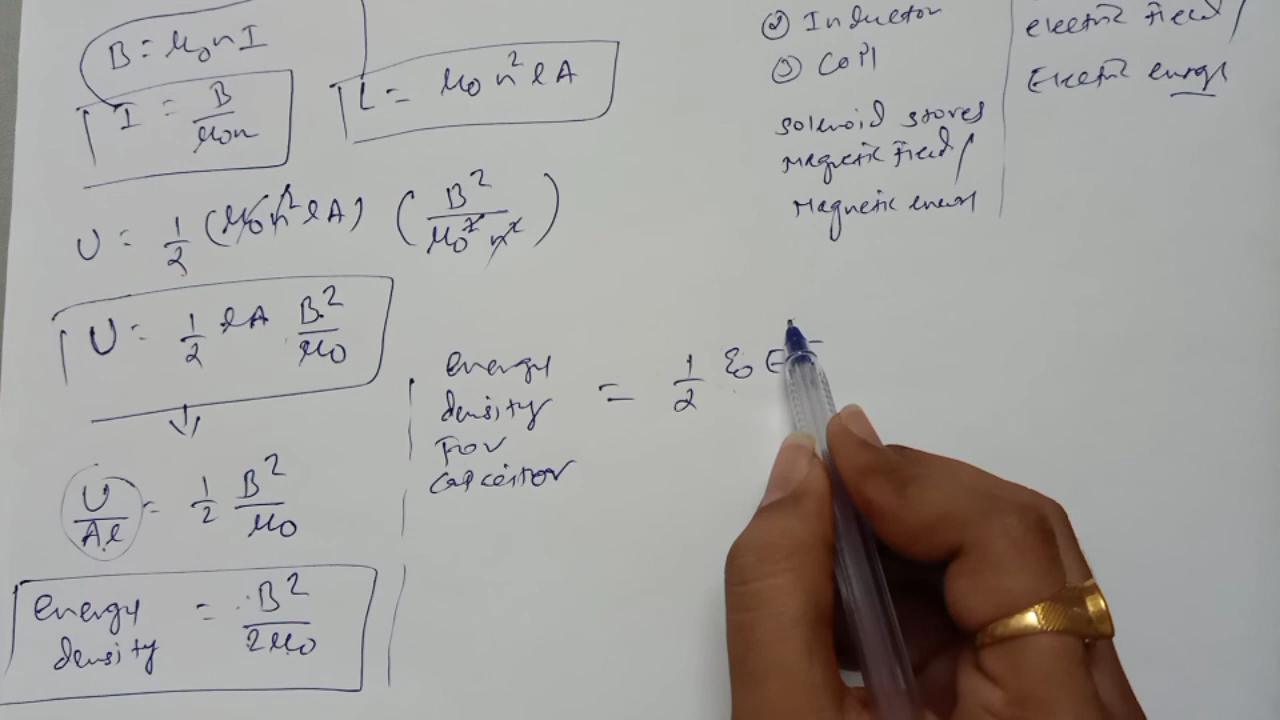 B = μ₀nI
I = B/μ₀n
L = μ₀n²lA
U = 1/2 (μ₀n²lA) (B²/μ₀²n²)
U = 1/2 lA B²/μ₀
U/Al = 1/2 B²/μ₀
energy density = B²/2μ₀
energy
density
For
= 1/2 ε₀ E
② Inductor
③ Coil
solenoid stores
Magnetic Field/
Magnetic energy
electric Field/
Electric energy